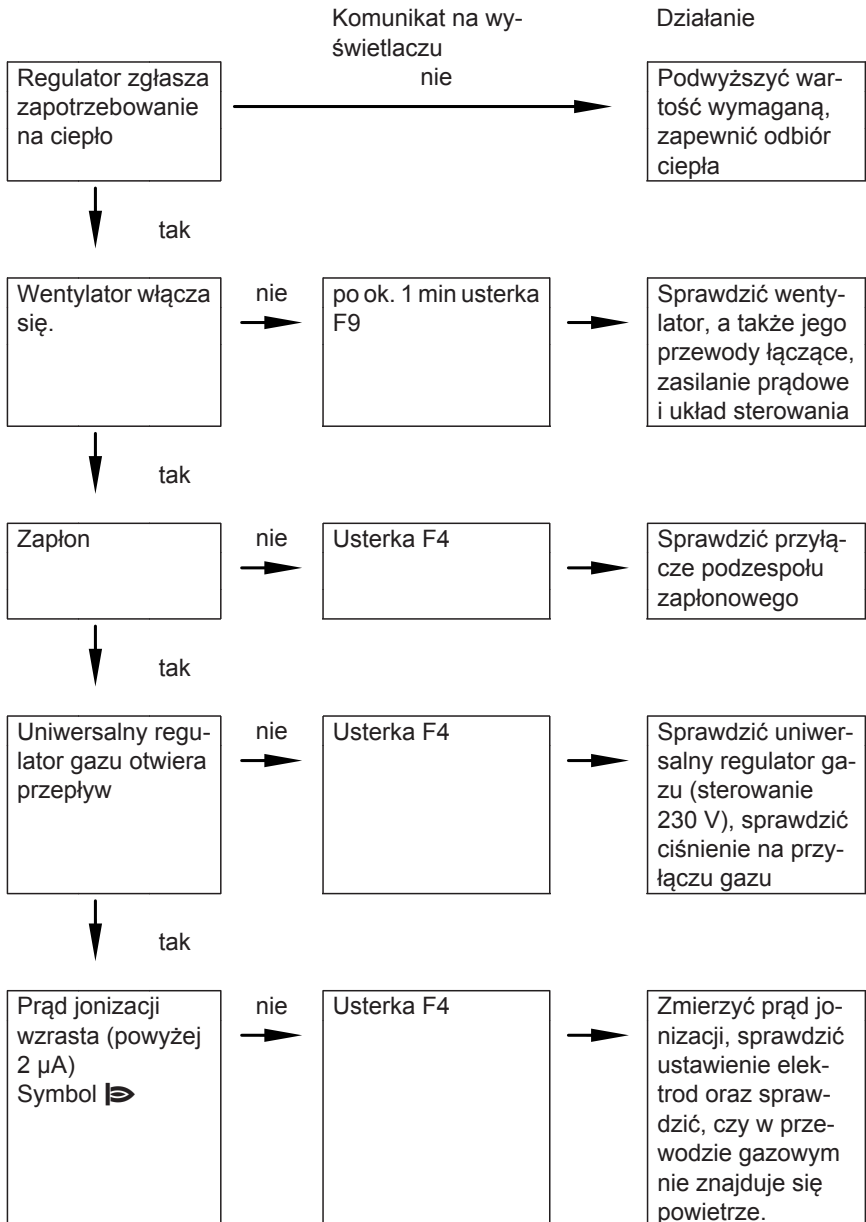 Komunikat na wy-
świetlaczu
Działanie
Regulator zgłasza
zapotrzebowanie
na ciepło
nie
Podwyższyć war-
tość wymaganą,
zapewnić odbiór
ciepła
tak
Wentylator włącza
się.
nie
po ok. 1 min usterka
F9
Sprawdzić wenty-
lator, a także jego
przewody łączące,
zasilanie prądowe
i układ sterowania
tak
Zapłon
nie
Usterka F4
Sprawdzić przyłą-
cze podzespołu
zapłonowego
tak
Uniwersalny regu-
lator gazu otwiera
przepływ
nie
Usterka F4
Sprawdzić uniwer-
salny regulator ga-
zu (sterowanie
230 V), sprawdzić
ciśnienie na przy-
łączu gazu
tak
Prąd jonizacji
wzrasta (powyżej
2 µA)
Symbol
nie
Usterka F4
Zmierzyć prąd jo-
nizacji, sprawdzić
ustawienie elek-
trod oraz spraw-
dzić, czy w prze-
wodzie gazowym
nie znajduje się
powietrze.